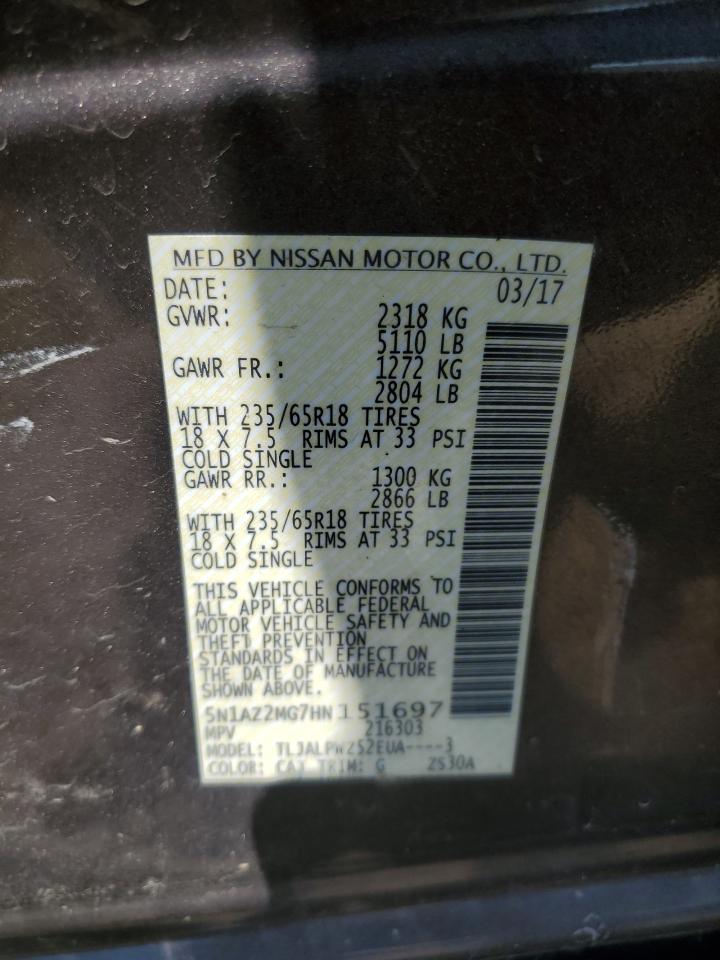 MFD BY NISSAN MOTOR CO., LTD.
DATE: 03/17
GVWR: 2318 KG
5110 LB
GAWR FR.: 1272 KG
2804 LB
WITH 235/65R18 TIRES
18 X 7.5 RIMS AT 33 PSI
COLD SINGLE
GAWR RR.: 1300 KG
2866 LB
WITH 235/65R18 TIRES
18 X 7.5 RIMS AT 33 PSI
COLD SINGLE
THIS VEHICLE CONFORMS TO
ALL APPLICABLE FEDERAL
MOTOR VEHICLE SAFETY AND
THEFT PREVENTION
STANDARDS IN EFFECT ON
THE DATE OF MANUFACTURE
SHOWN ABOVE.
5N1AZ2MG7HN151697
MPV 216303
MODEL: TLJALPWZ52EUA----3
COLOR: CAJ TRIM: G 2S30A